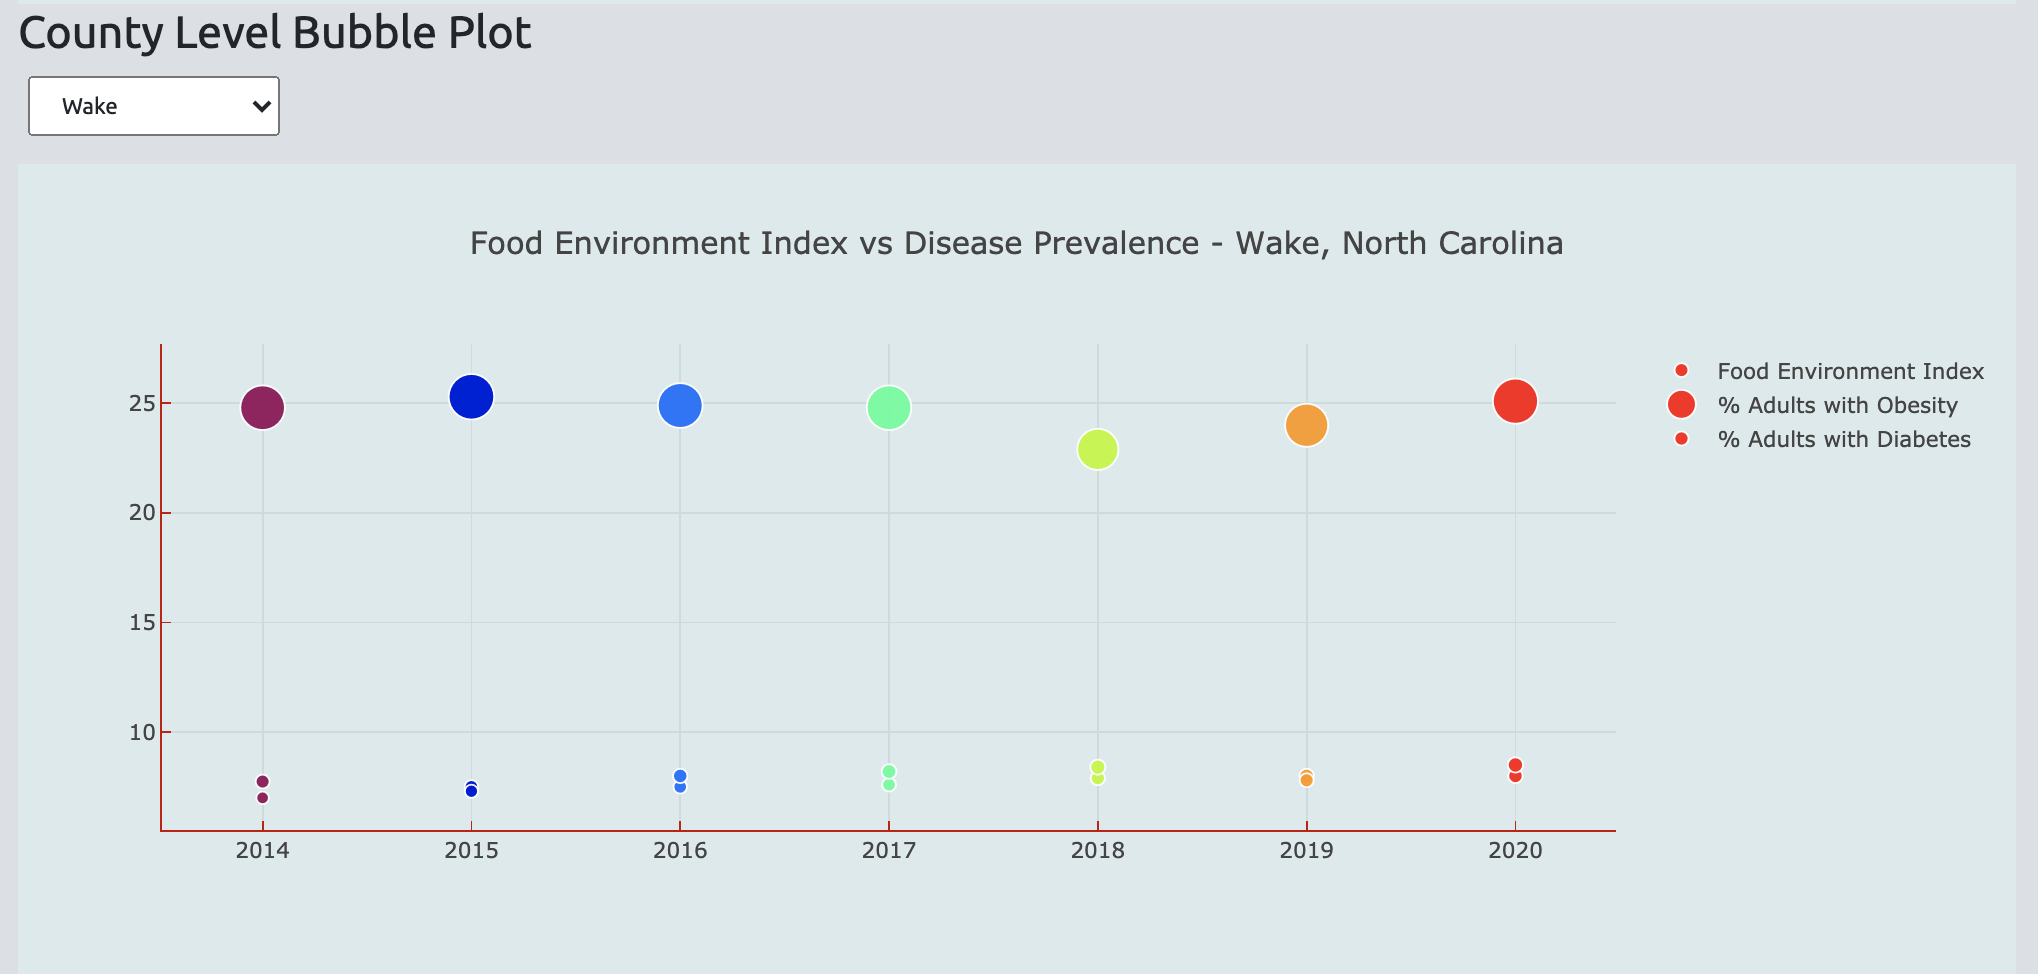 County Level Bubble Plot
Wake
Food Environment Index vs Disease Prevalence - Wake, North Carolina
25
20
15
10
2014 2015 2016 2017 2018 2019 2020
Food Environment Index
% Adults with Obesity
% Adults with Diabetes